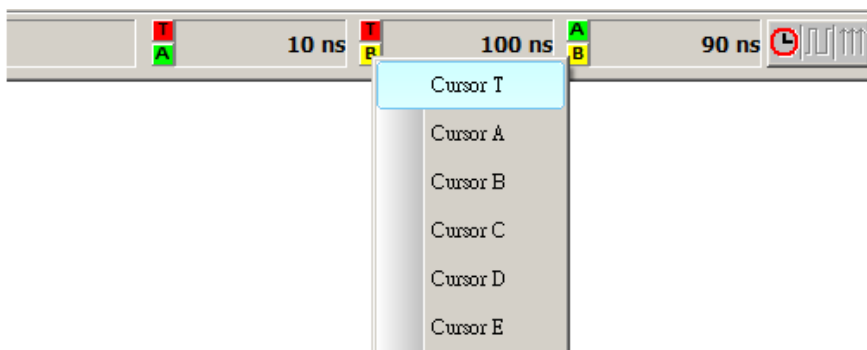 T A 10 ns T B 100 ns A B 90 ns
Cursor T
Cursor A
Cursor B
Cursor C
Cursor D
Cursor E